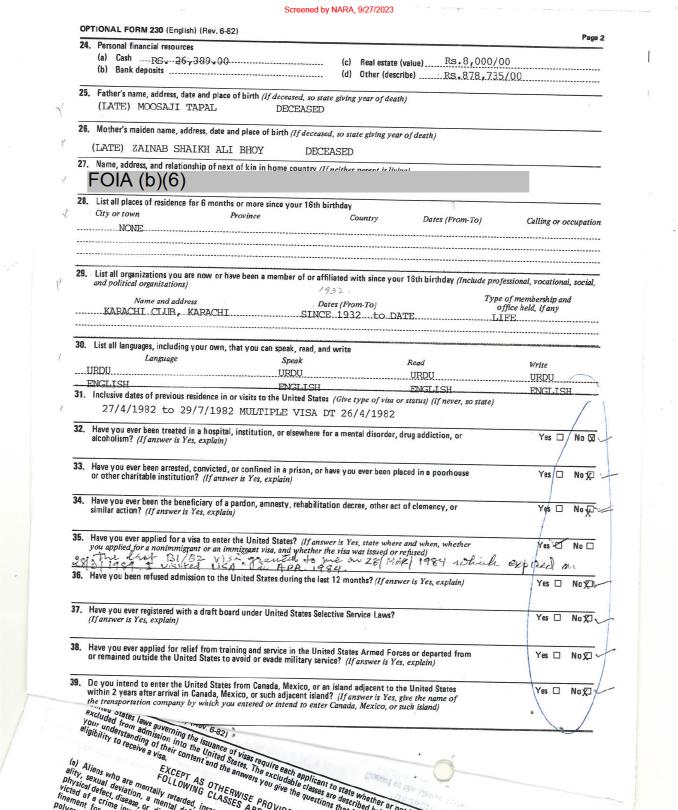 Screened by NARA, 9/27/2023
OPTIONAL FORM 230 (English) (Rev. 6-82)
Page 2
24. Personal financial resources
(a) Cash RS. 26,389.00 (c) Real estate (value) Rs.8,000/00
(b) Bank deposits (d) Other (describe) Rs.878,735/00
25. Father's name, address, date and place of birth (If deceased, so state giving year of death)
(LATE) MOOSAJI TAPAL DECEASED
26. Mother's maiden name, address, date and place of birth (If deceased, so state giving year of death)
(LATE) ZAINAB SHAIKH ALI BHOY DECEASED
27. Name, address, and relationship of next of kin in home country (If neither parent is living)
FOIA (b)(6)
28. List all places of residence for 6 months or more since your 16th birthday
City or town Province Country Dates (From-To) Calling or occupation
NONE
29. List all organizations you are now or have been a member of or affiliated with since your 16th birthday (Include professional, vocational, social,
and political organizations)
1932
Name and address Dates (From-To) Type of membership and
office held, if any
KARACHI CLUB, KARACHI SINCE 1932 to DATE LIFE
30. List all languages, including your own, that you can speak, read, and write
Language Speak Read Write
URDU URDU URDU URDU
ENGLISH ENGLISH ENGLISH ENGLISH
31. Inclusive dates of previous residence in or visits to the United States (Give type of visa or status) (If never, so state)
27/4/1982 to 29/7/1982 MULTIPLE VISA DT 26/4/1982
32. Have you ever been treated in a hospital, institution, or elsewhere for a mental disorder, drug addiction, or
alcoholism? (If answer is Yes, explain) Yes ☐ No ☒
33. Have you ever been arrested, convicted, or confined in a prison, or have you ever been placed in a poorhouse
or other charitable institution? (If answer is Yes, explain) Yes ☐ No ☒
34. Have you ever been the beneficiary of a pardon, amnesty, rehabilitation decree, other act of clemency, or
similar action? (If answer is Yes, explain) Yes ☐ No ☒
35. Have you ever applied for a visa to enter the United States? (If answer is Yes, state where and when, whether
you applied for a nonimmigrant or an immigrant visa, and whether the visa was issued or refused) Yes ☑ No ☐
The last B1/B2 visa granted to me on 28/MAR/1984 which expired on
I visited USA in APR 1984
36. Have you been refused admission to the United States during the last 12 months? (If answer is Yes, explain) Yes ☐ No ☒
37. Have you ever registered with a draft board under United States Selective Service Laws?
(If answer is Yes, explain) Yes ☐ No ☒
38. Have you ever applied for relief from training and service in the United States Armed Forces or departed from
or remained outside the United States to avoid or evade military service? (If answer is Yes, explain) Yes ☐ No ☒
39. Do you intend to enter the United States from Canada, Mexico, or an island adjacent to the United States
within 2 years after arrival in Canada, Mexico, or such adjacent island? (If answer is Yes, give the name of
the transportation company by which you entered or intend to enter Canada, Mexico, or such island) Yes ☐ No ☒
6-82)
States laws governing the issuance of visas require each applicant to state whether or
excluded from admission into the United States. The excludable classes are described
your understanding of their content and the answers you give the questions that
eligibility to receive a visa.
EXCEPT AS OTHERWISE
FOLLOWING CLASSES
(a) Aliens who are mentally retarded,
sexual deviation, a mental
physical defect, disease, or
victed of a crime